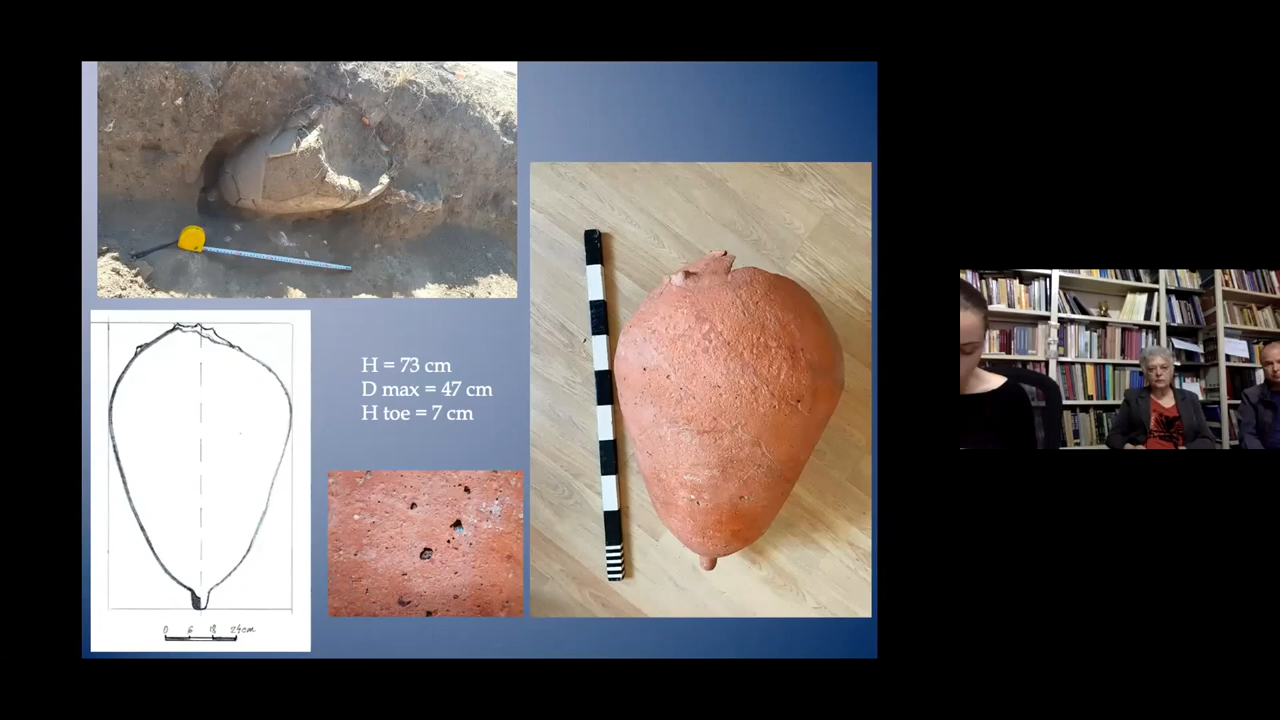 H = 73 cm
D max = 47 cm
H toe = 7 cm
0 6 18 24cm